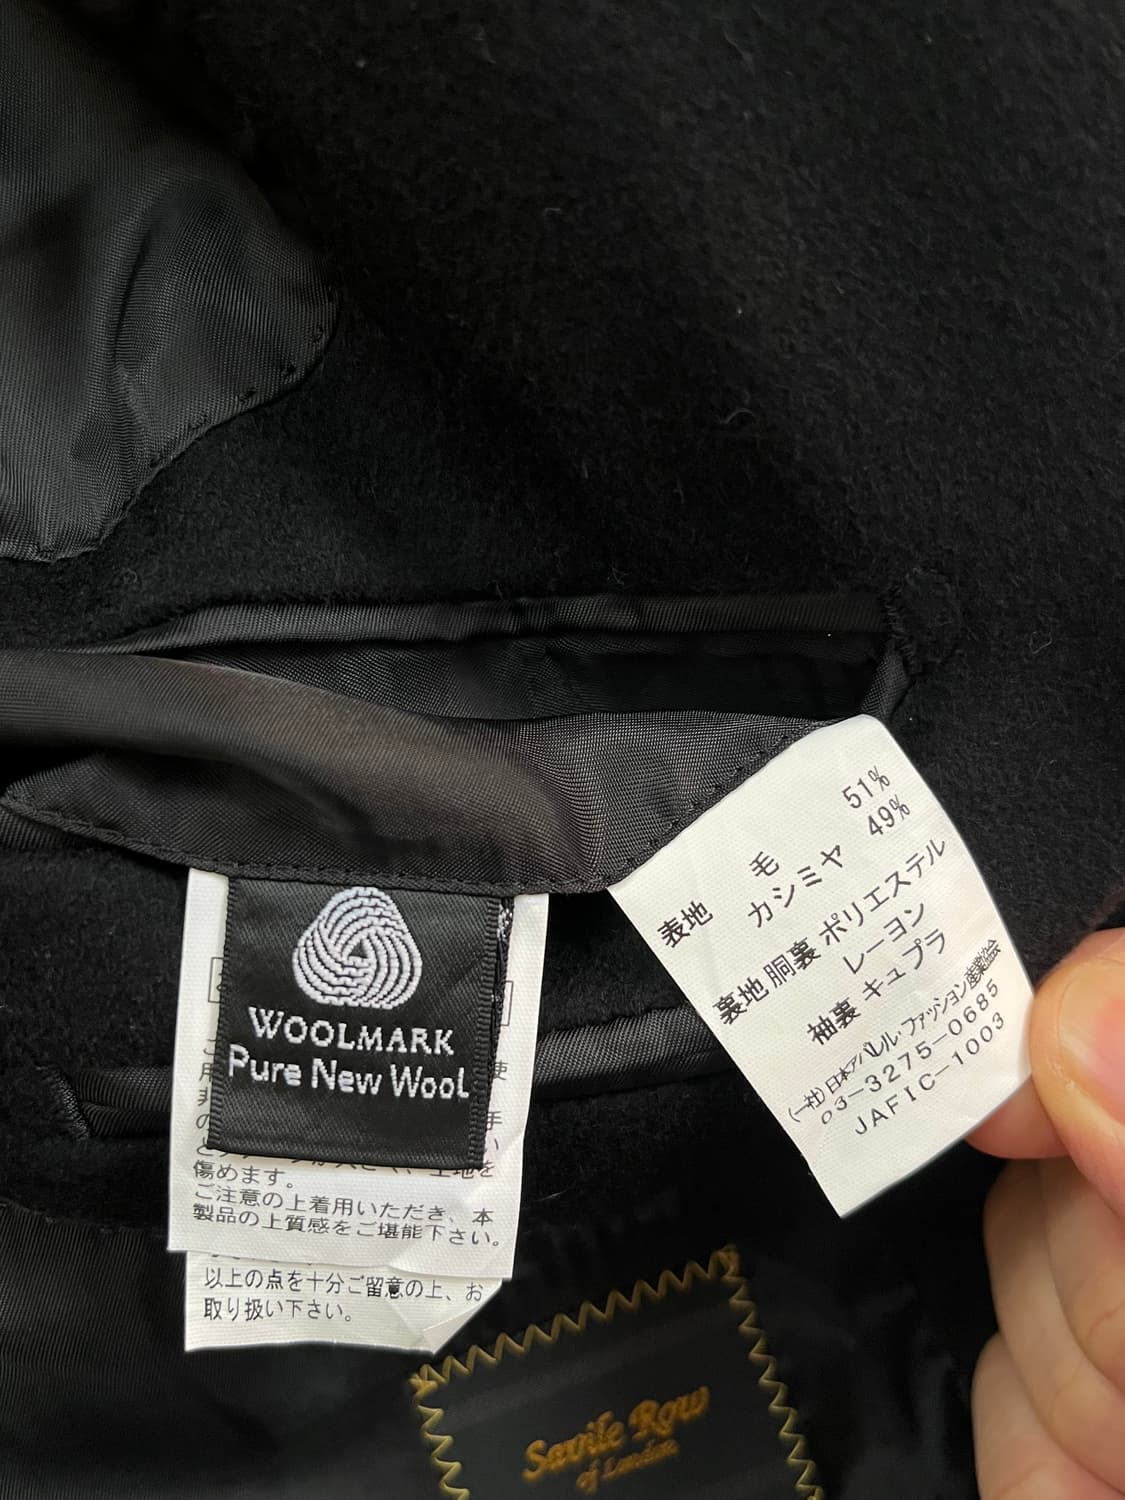 WOOLMARK
Pure New Wool
傷めます。
ご注意の上着用いただき、本
製品の上質感をご堪能下さい。
以上の点を十分ご留意の上、お
取り扱い下さい。
表地 毛 51%
カシミヤ 49%
裏地 胴裏 ポリエステル
レーヨン
袖裏 キュプラ
(一社)日本アパレル・ファッション産業協会
03-3275-0685
JAFIC-1003
Savile Row
of London